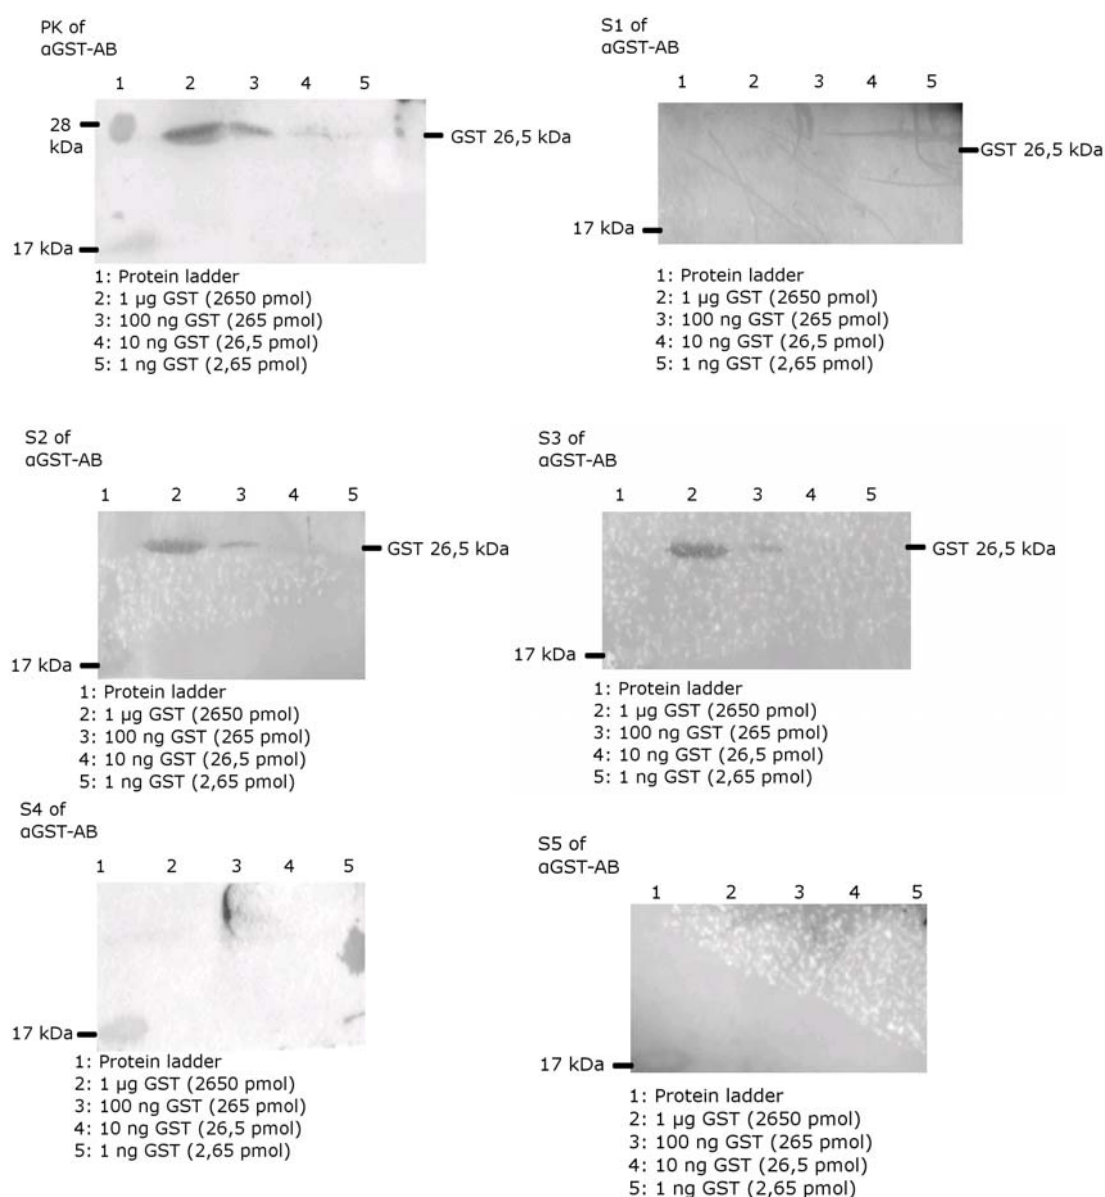 PK of
αGST-AB
1 2 3 4 5
28
kDa
GST 26,5 kDa
17 kDa
1: Protein ladder
2: 1 µg GST (2650 pmol)
3: 100 ng GST (265 pmol)
4: 10 ng GST (26,5 pmol)
5: 1 ng GST (2,65 pmol)
S1 of
αGST-AB
1 2 3 4 5
GST 26,5 kDa
17 kDa
1: Protein ladder
2: 1 µg GST (2650 pmol)
3: 100 ng GST (265 pmol)
4: 10 ng GST (26,5 pmol)
5: 1 ng GST (2,65 pmol)
S2 of
αGST-AB
1 2 3 4 5
GST 26,5 kDa
17 kDa
1: Protein ladder
2: 1 µg GST (2650 pmol)
3: 100 ng GST (265 pmol)
4: 10 ng GST (26,5 pmol)
5: 1 ng GST (2,65 pmol)
S3 of
αGST-AB
1 2 3 4 5
GST 26,5 kDa
17 kDa
1: Protein ladder
2: 1 µg GST (2650 pmol)
3: 100 ng GST (265 pmol)
4: 10 ng GST (26,5 pmol)
5: 1 ng GST (2,65 pmol)
S4 of
αGST-AB
1 2 3 4 5
17 kDa
1: Protein ladder
2: 1 µg GST (2650 pmol)
3: 100 ng GST (265 pmol)
4: 10 ng GST (26,5 pmol)
5: 1 ng GST (2,65 pmol)
S5 of
αGST-AB
1 2 3 4 5
17 kDa
1: Protein ladder
2: 1 µg GST (2650 pmol)
3: 100 ng GST (265 pmol)
4: 10 ng GST (26,5 pmol)
5: 1 ng GST (2,65 pmol)